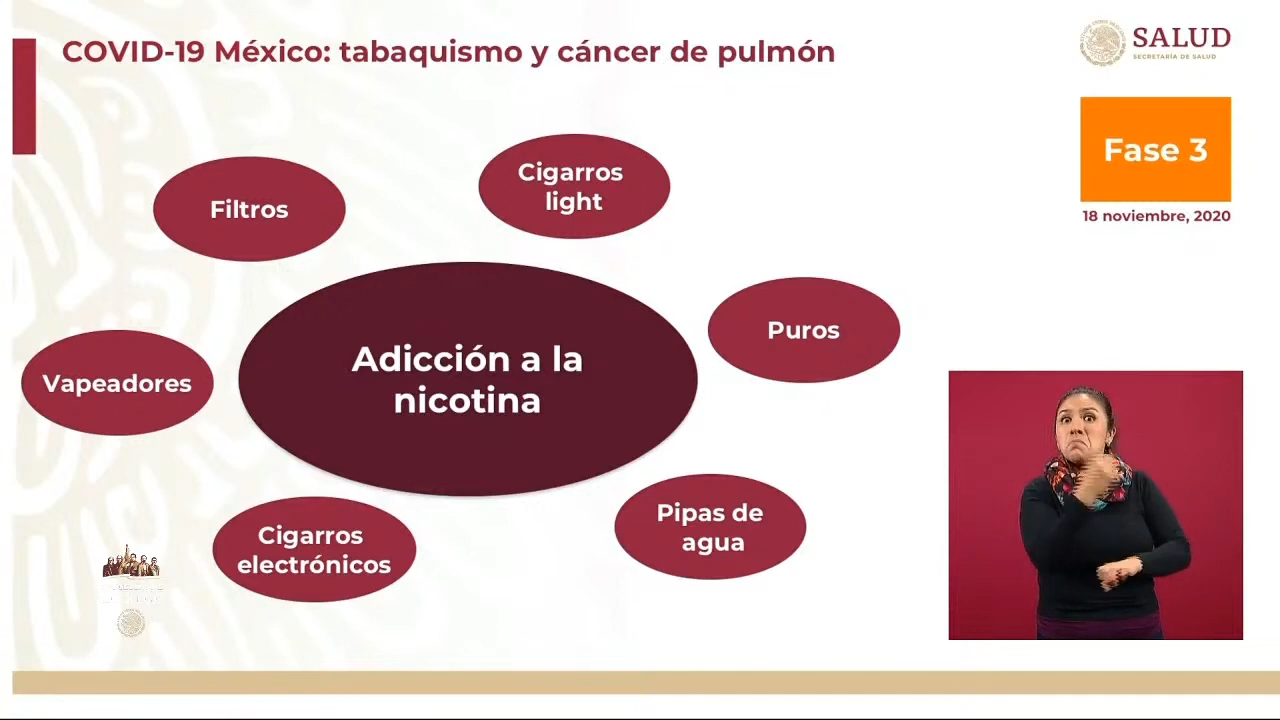 COVID-19 México: tabaquismo y cáncer de pulmón
SALUD
SECRETARÍA DE SALUD
Fase 3
18 noviembre, 2020
Cigarros
light
Filtros
Puros
Adicción a la
nicotina
Vapeadores
Pipas de
agua
Cigarros
electrónicos